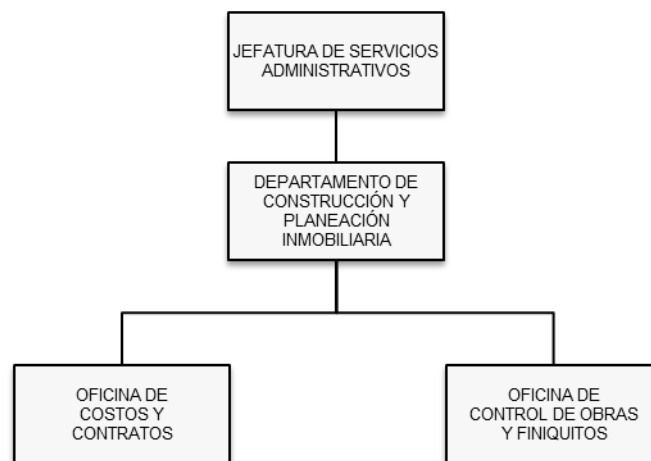 JEFATURA DE SERVICIOS
ADMINISTRATIVOS
DEPARTAMENTO DE
CONSTRUCCIÓN Y
PLANEACIÓN
INMOBILIARIA
OFICINA DE
COSTOS Y
CONTRATOS
OFICINA DE
CONTROL DE OBRAS
Y FINIQUITOS